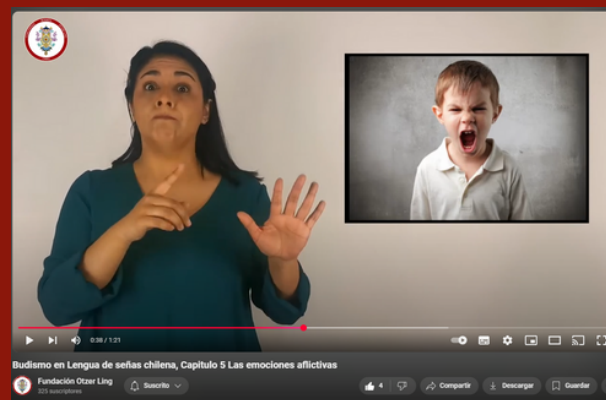 0:38 / 1:21
Budismo en Lengua de señas chilena, Capitulo 5 Las emociones aflictivas
Fundación Otzer Ling
325 suscriptores
Suscrito
4
Compartir
Descargar
Guardar